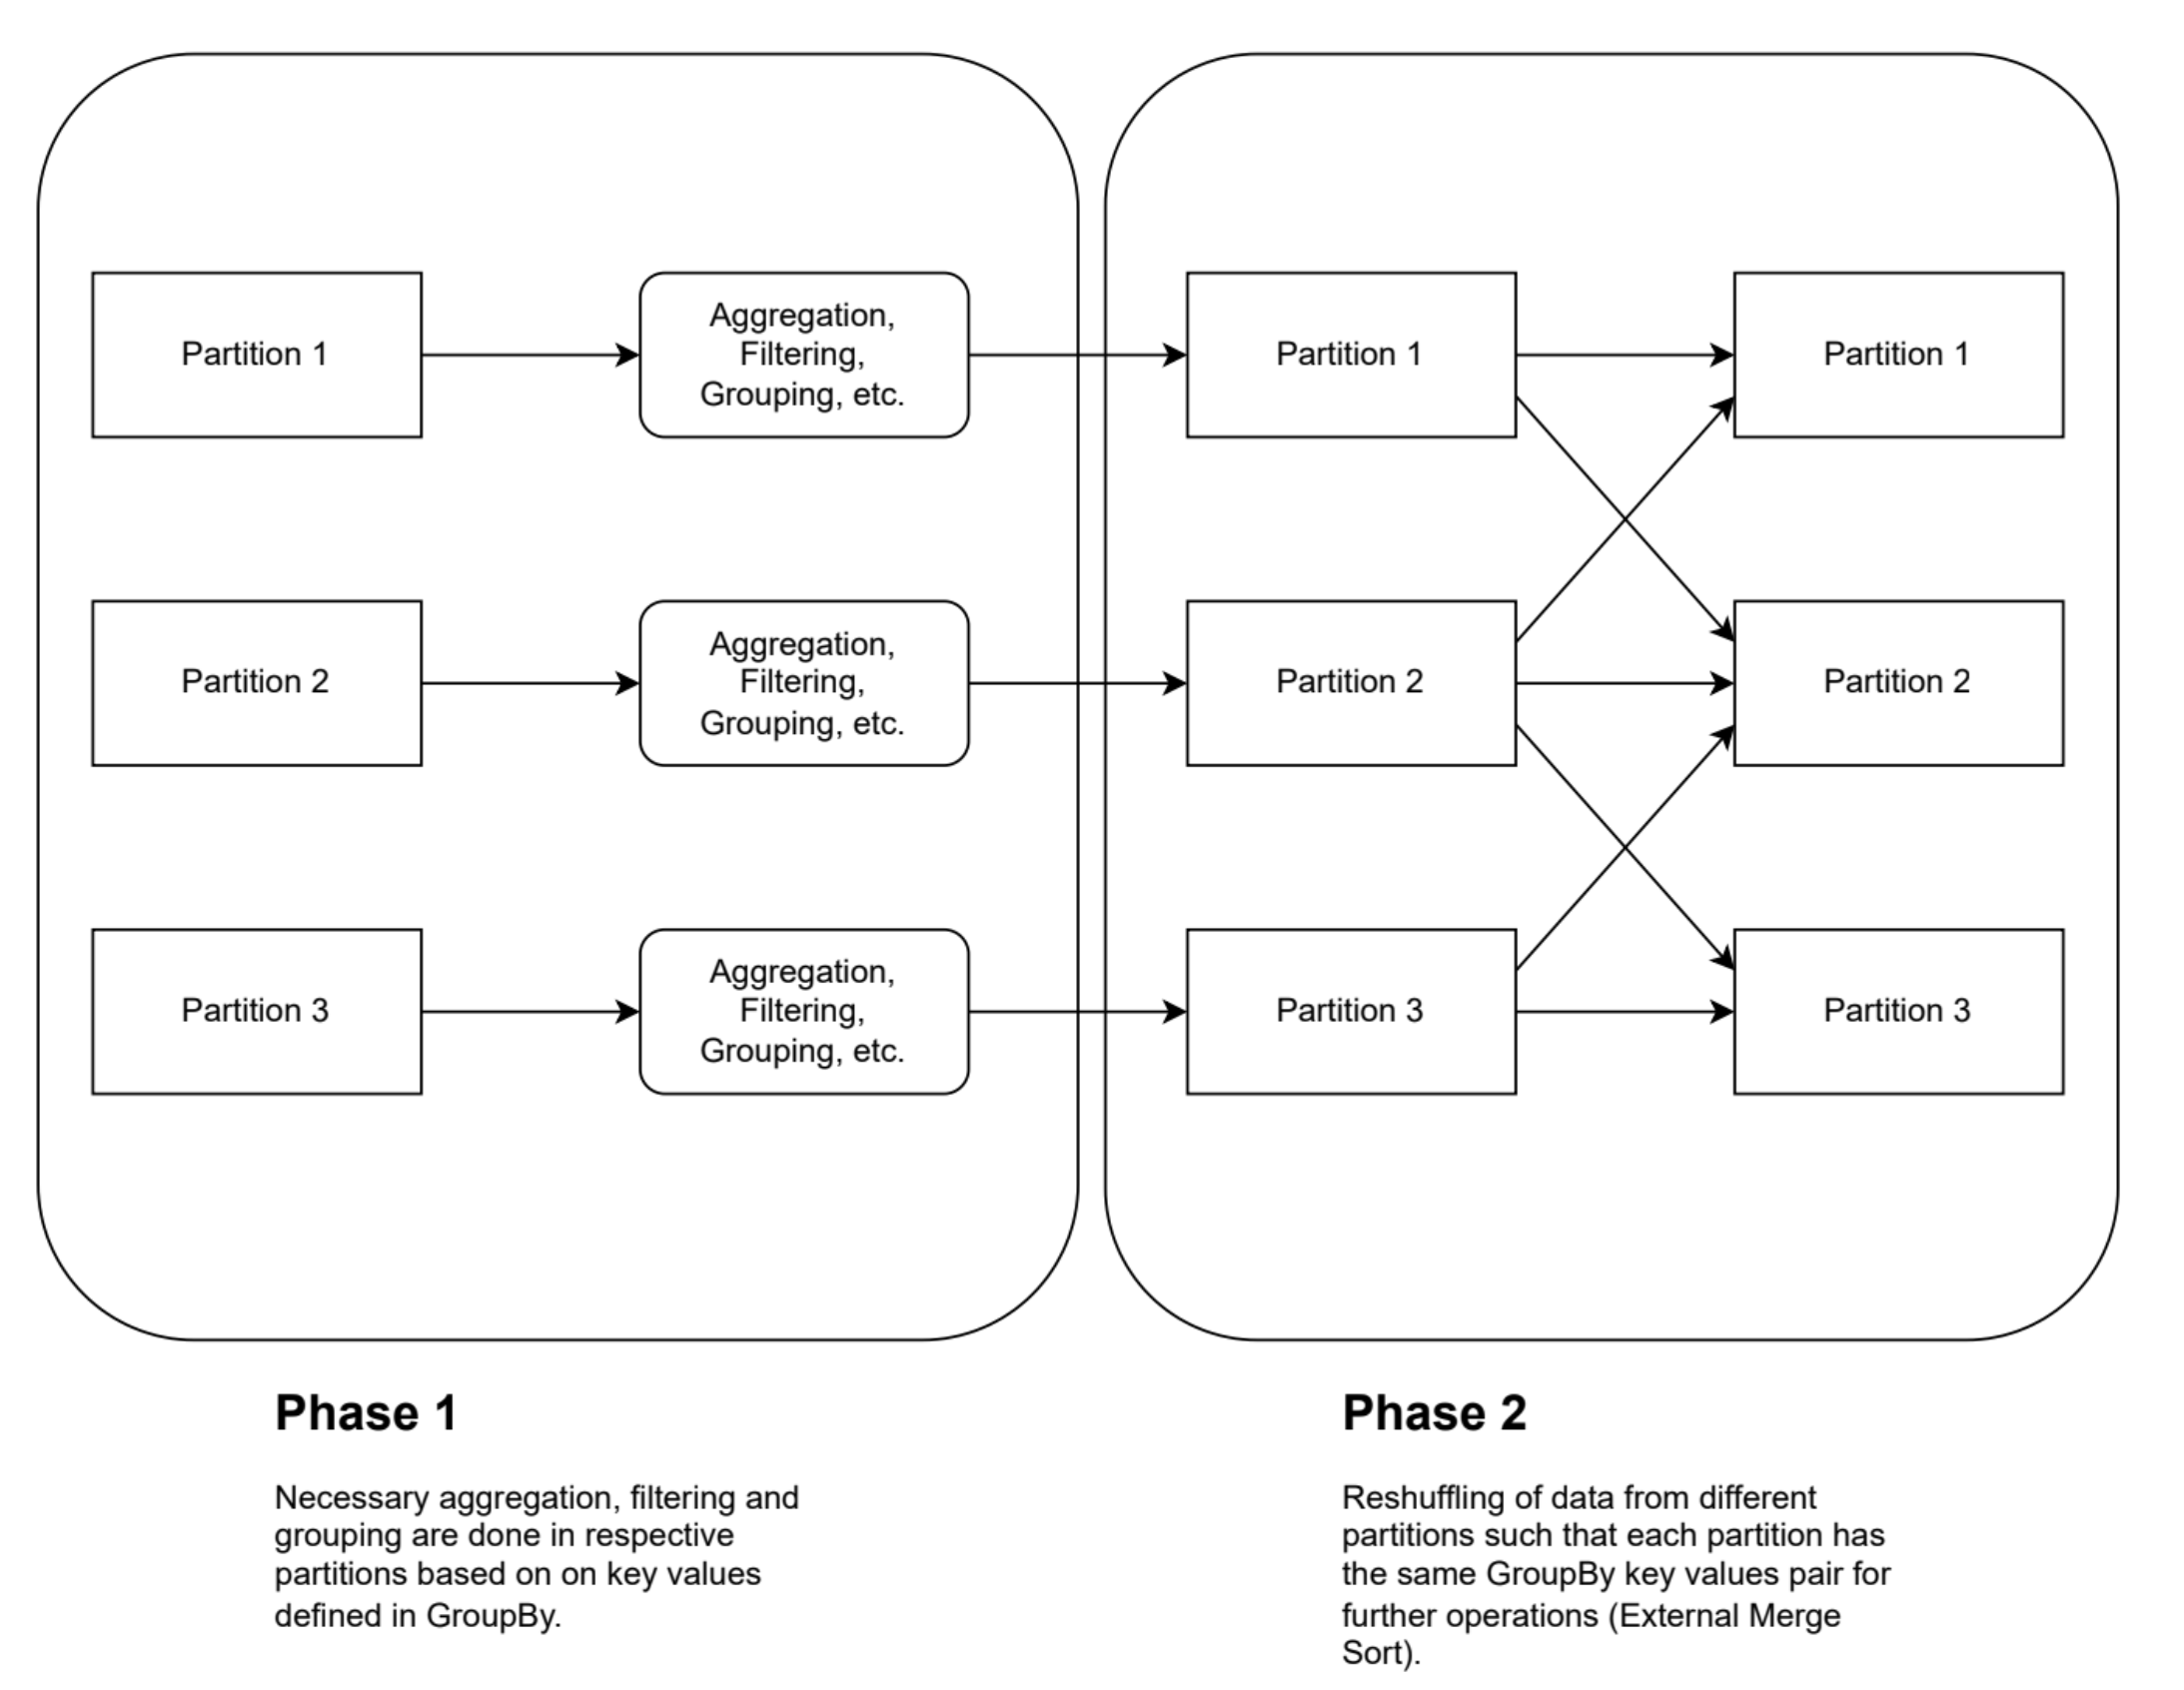 Partition 1
Aggregation,
Filtering,
Grouping, etc.
Partition 1
Partition 1
Partition 2
Aggregation,
Filtering,
Grouping, etc.
Partition 2
Partition 2
Partition 3
Aggregation,
Filtering,
Grouping, etc.
Partition 3
Partition 3
Phase 1
Necessary aggregation, filtering and
grouping are done in respective
partitions based on on key values
defined in GroupBy.
Phase 2
Reshuffling of data from different
partitions such that each partition has
the same GroupBy key values pair for
further operations (External Merge
Sort).